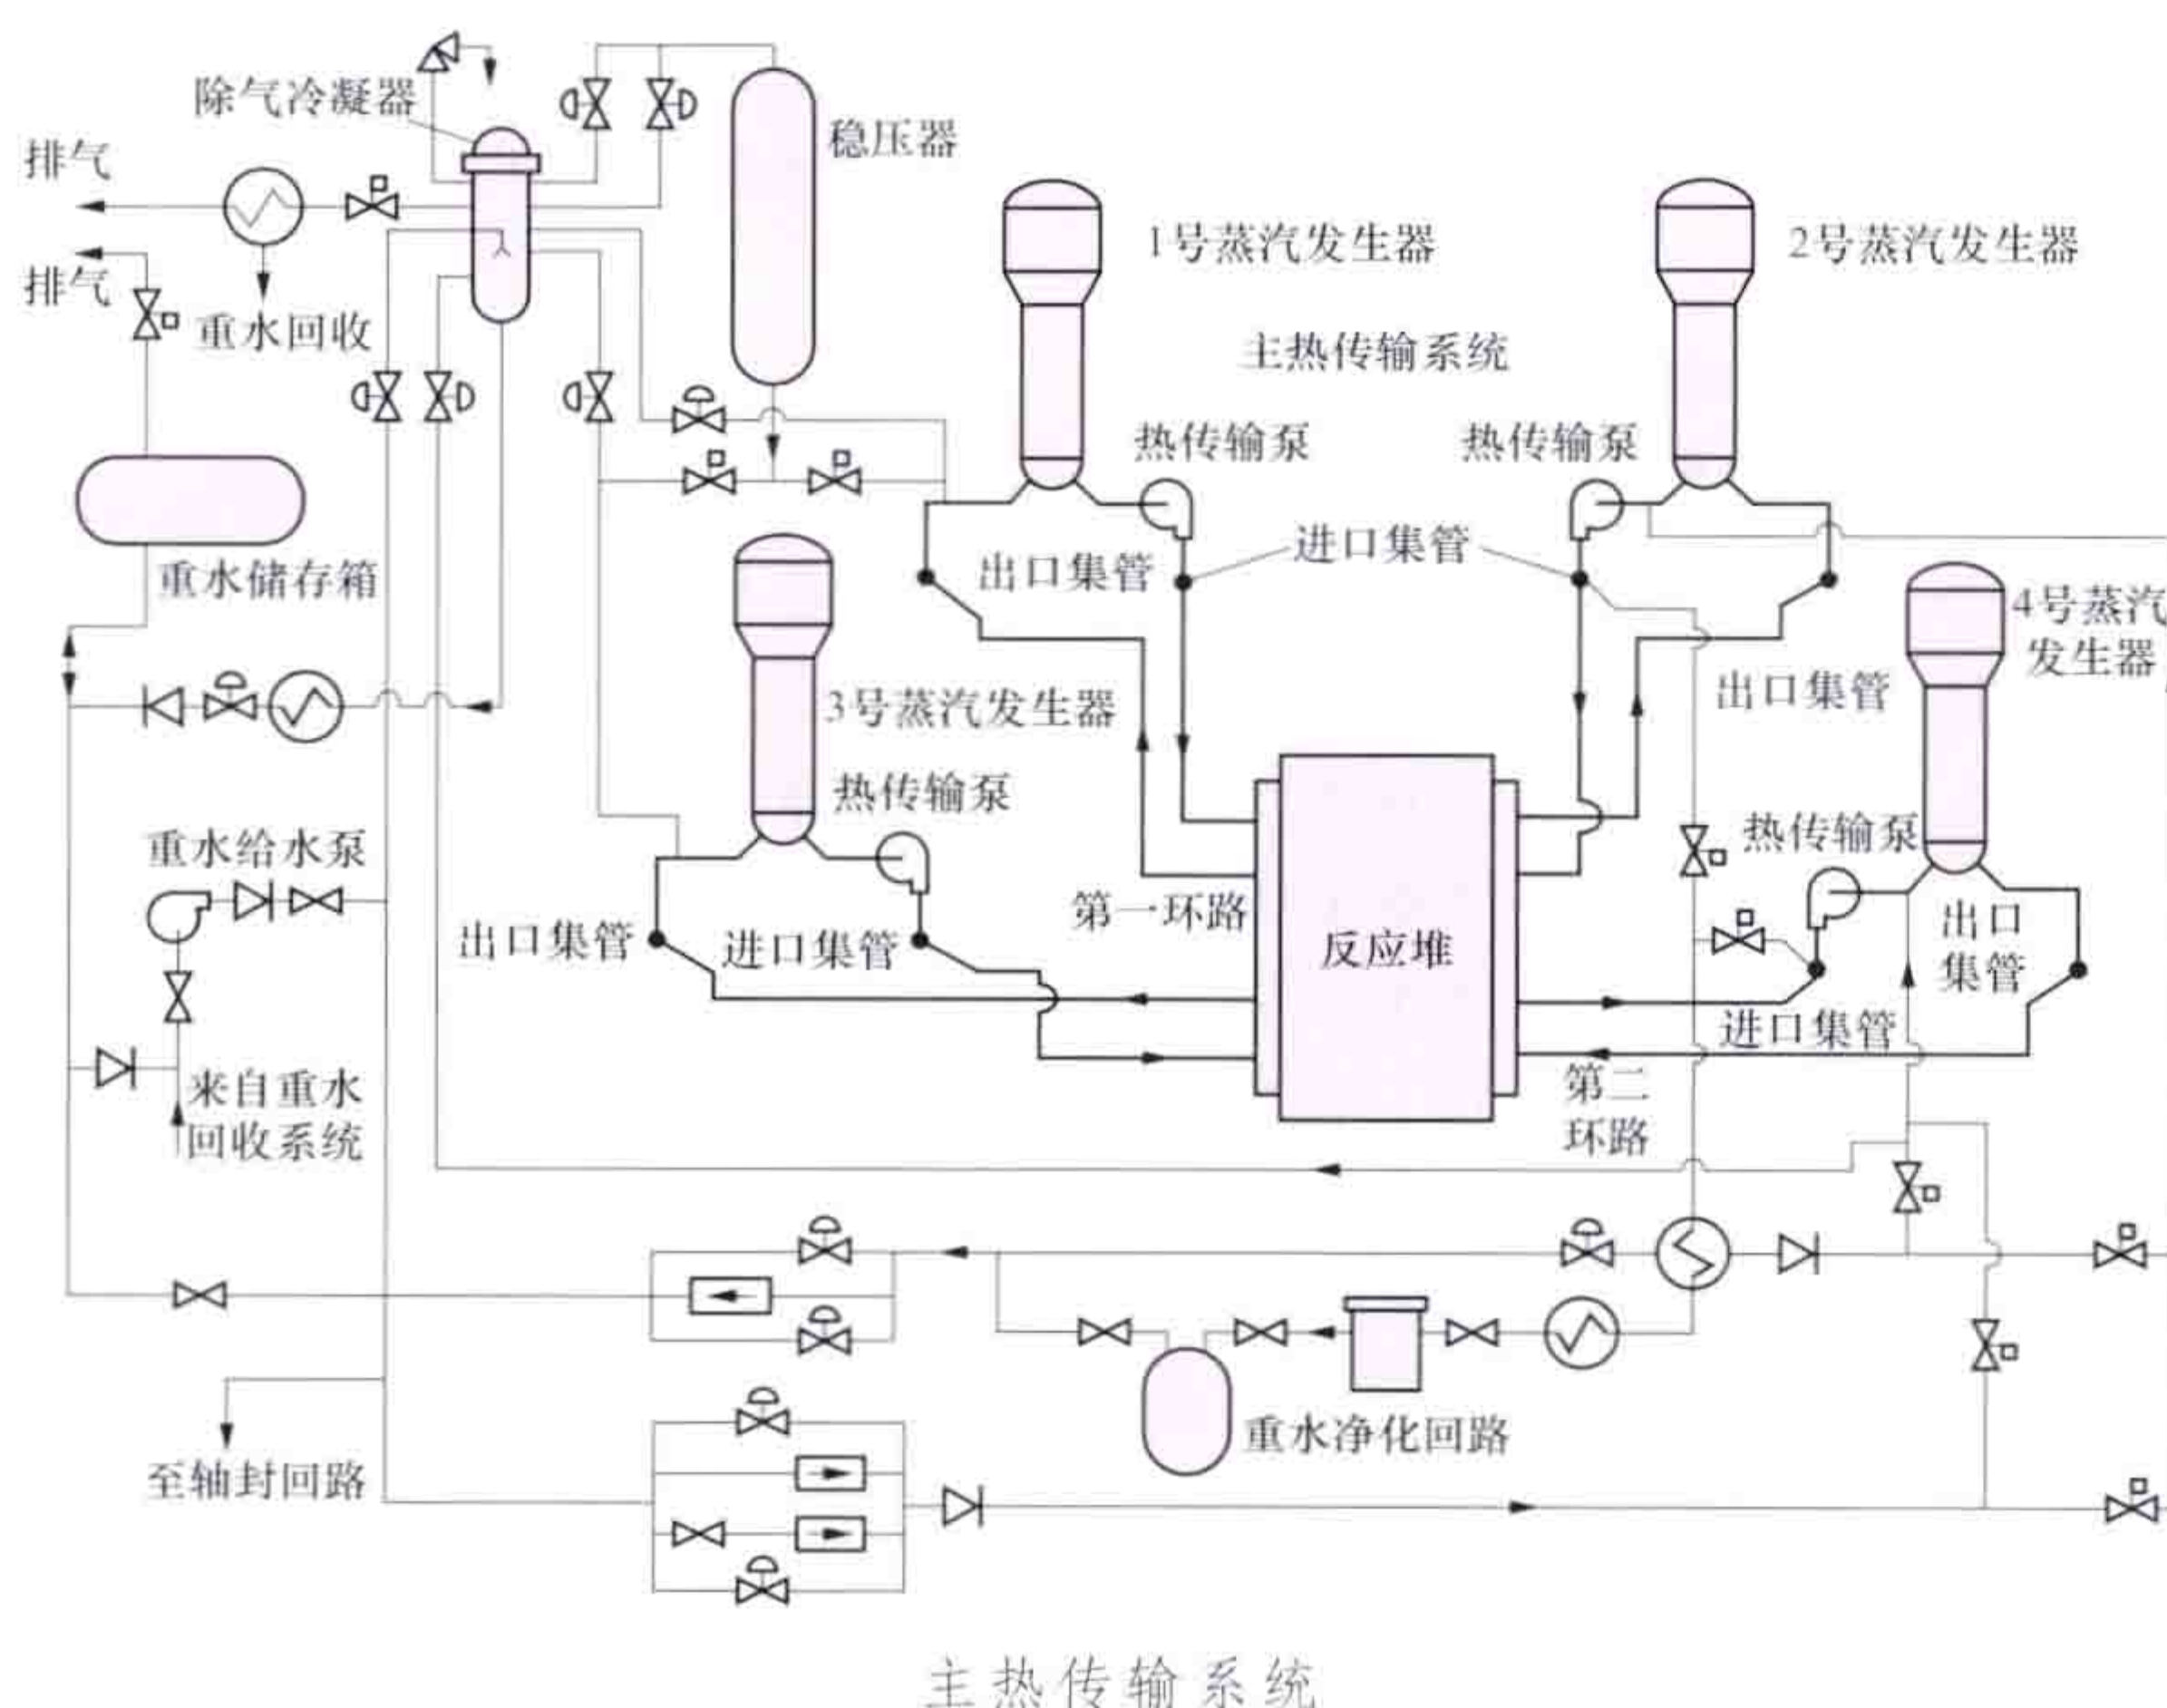 除气冷凝器
排气
稳压器
1号蒸汽发生器
2号蒸汽发生器
排气
重水回收
主热传输系统
热传输泵
热传输泵
进口集管
出口集管
重水储存箱
4号蒸汽
发生器
出口集管
3号蒸汽发生器
热传输泵
热传输泵
重水给水泵
第一环路
出口集管
进口集管
反应堆
出口
集管
进口集管
来自重水
回收系统
第二
环路
重水净化回路
至轴封回路
主热传输系统